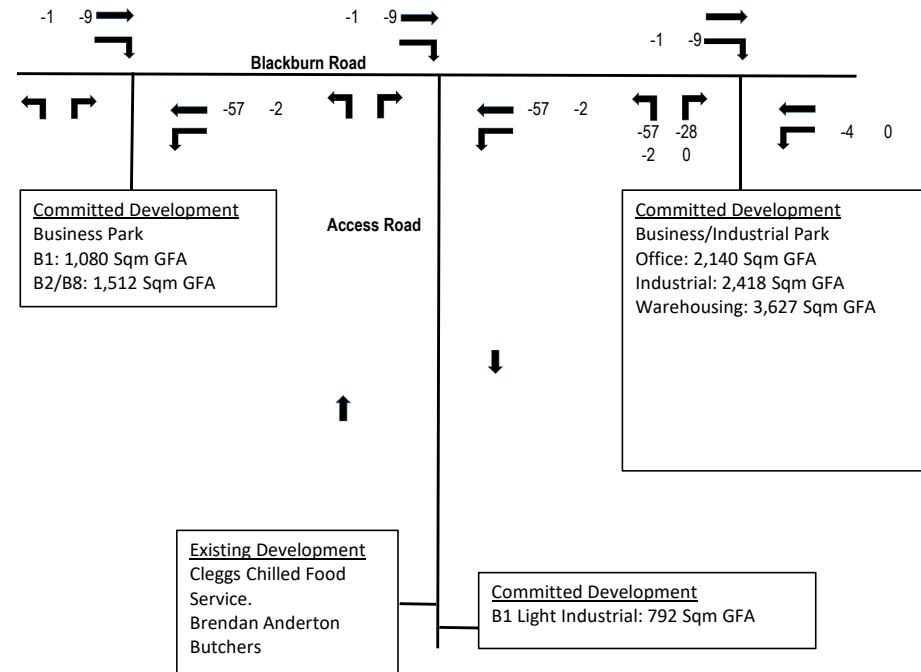 -1 -9
-1 -9
-1 -9
Blackburn Road
-57 -2
-57 -2
-57 -28
-2 0
-4 0
Committed Development
Business Park
B1: 1,080 Sqm GFA
B2/B8: 1,512 Sqm GFA
Access Road
Committed Development
Business/Industrial Park
Office: 2,140 Sqm GFA
Industrial: 2,418 Sqm GFA
Warehousing: 3,627 Sqm GFA
Existing Development
Cleggs Chilled Food
Service.
Brendan Anderton
Butchers
Committed Development
B1 Light Industrial: 792 Sqm GFA